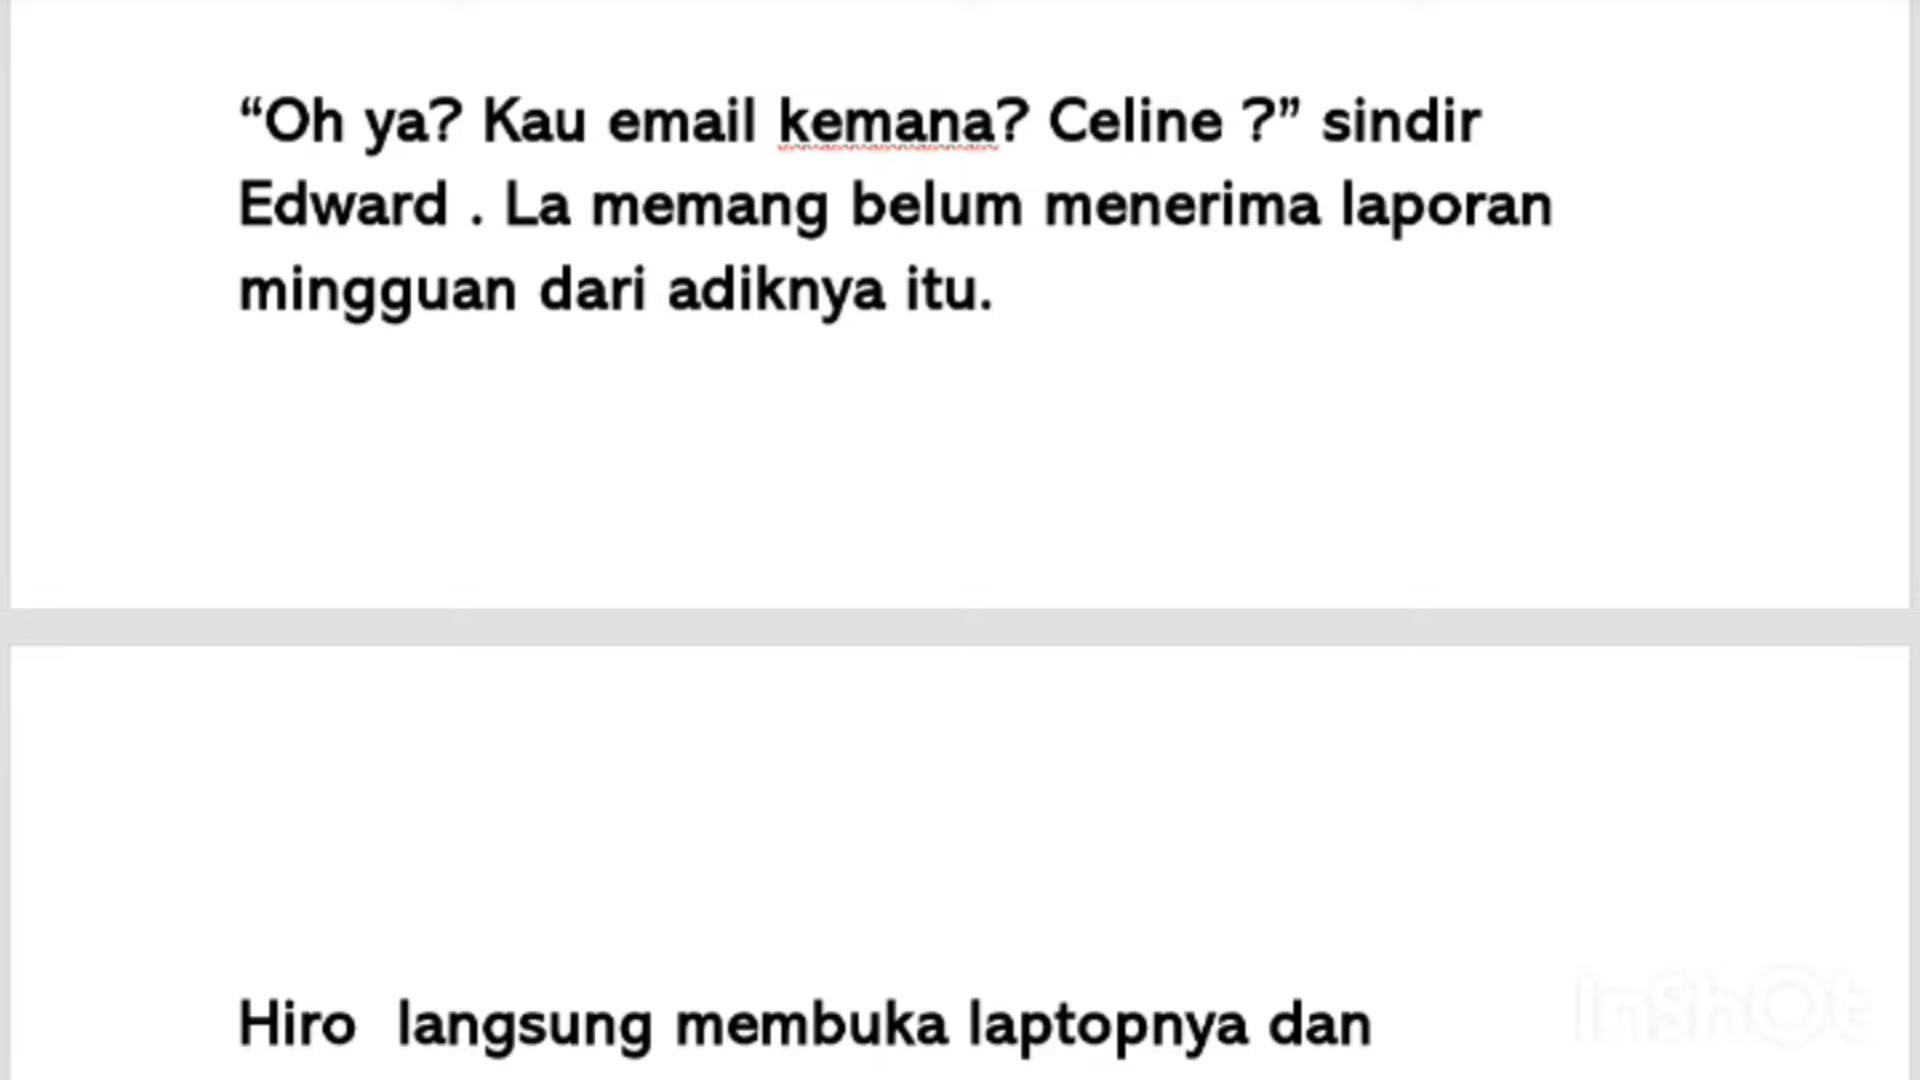 “Oh ya? Kau email kemana? Celine ?” sindir
Edward . La memang belum menerima laporan
mingguan dari adiknya itu.
Hiro  langsung membuka laptopnya dan
InShOt